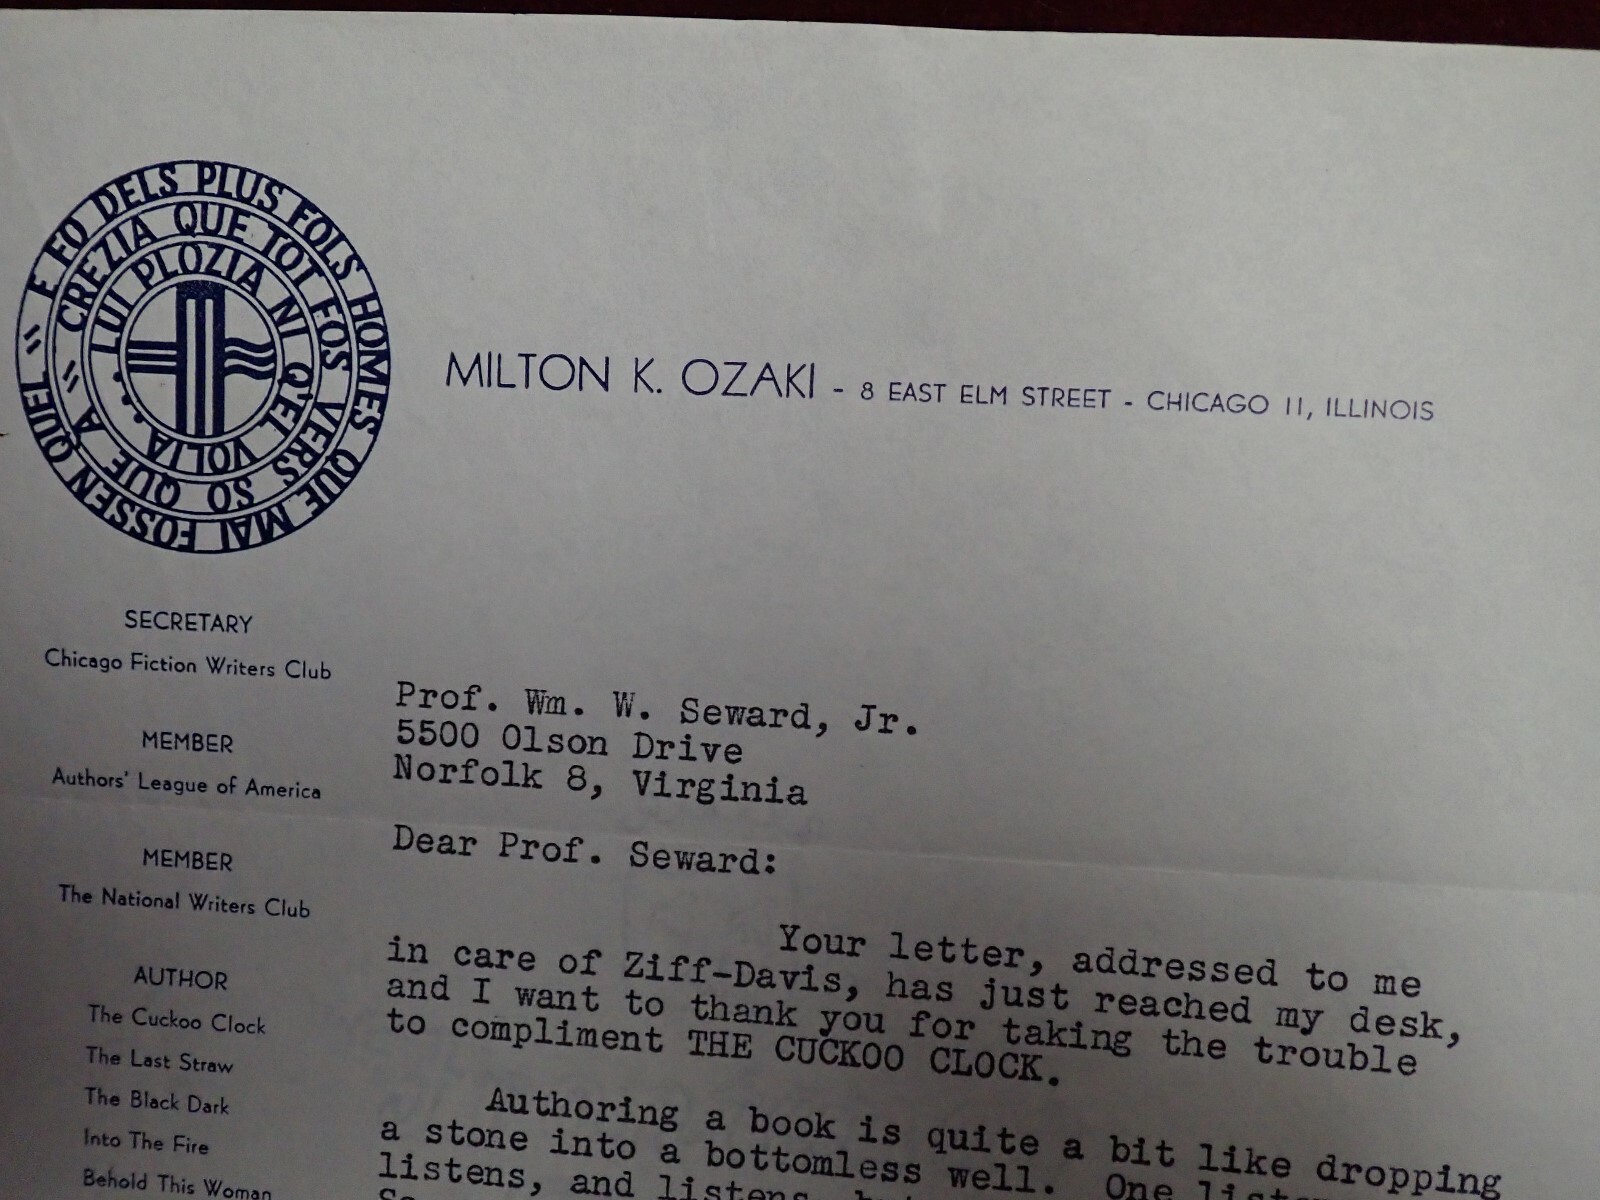 E FO DELS PLUS FOLS HOMES QUE MAI FOSSEN QUEL
CREZIA QUE TOT FOS VERS SO QUE A
LUI PLOZIA NI Q'EL VOLIA
MILTON K. OZAKI - 8 EAST ELM STREET - CHICAGO 11, ILLINOIS
SECRETARY
Chicago Fiction Writers Club
MEMBER
Authors' League of America
MEMBER
The National Writers Club
AUTHOR
The Cuckoo Clock
The Last Straw
The Black Dark
Into The Fire
Behold This Woman
Prof. Wm. W. Seward, Jr.
5500 Olson Drive
Norfolk 8, Virginia
Dear Prof. Seward:
Your letter, addressed to me
in care of Ziff-Davis, has just reached my desk,
and I want to thank you for taking the trouble
to compliment THE CUCKOO CLOCK.
Authoring a book is quite a bit like dropping
a stone into a bottomless well. One
listens, and listens,